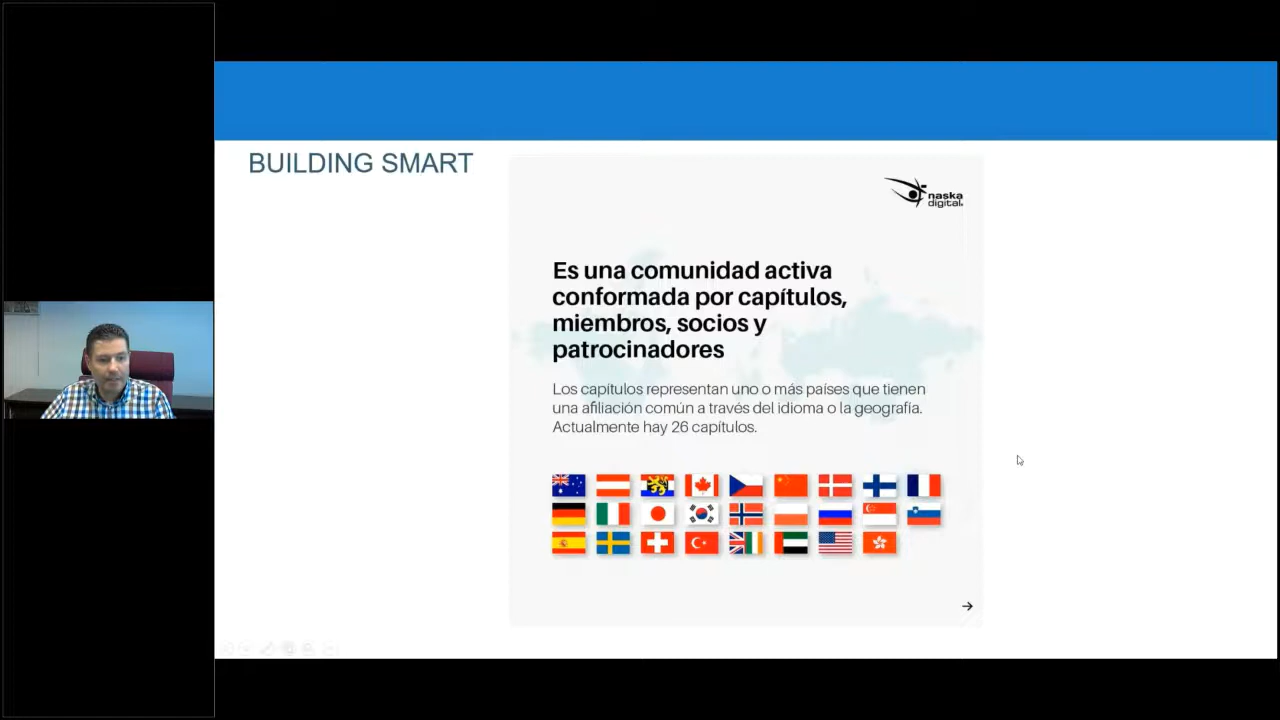 BUILDING SMART
naska
digital.
Es una comunidad activa
conformada por capítulos,
miembros, socios y
patrocinadores
Los capítulos representan uno o más países que tienen
una afiliación común a través del idioma o la geografía.
Actualmente hay 26 capítulos.